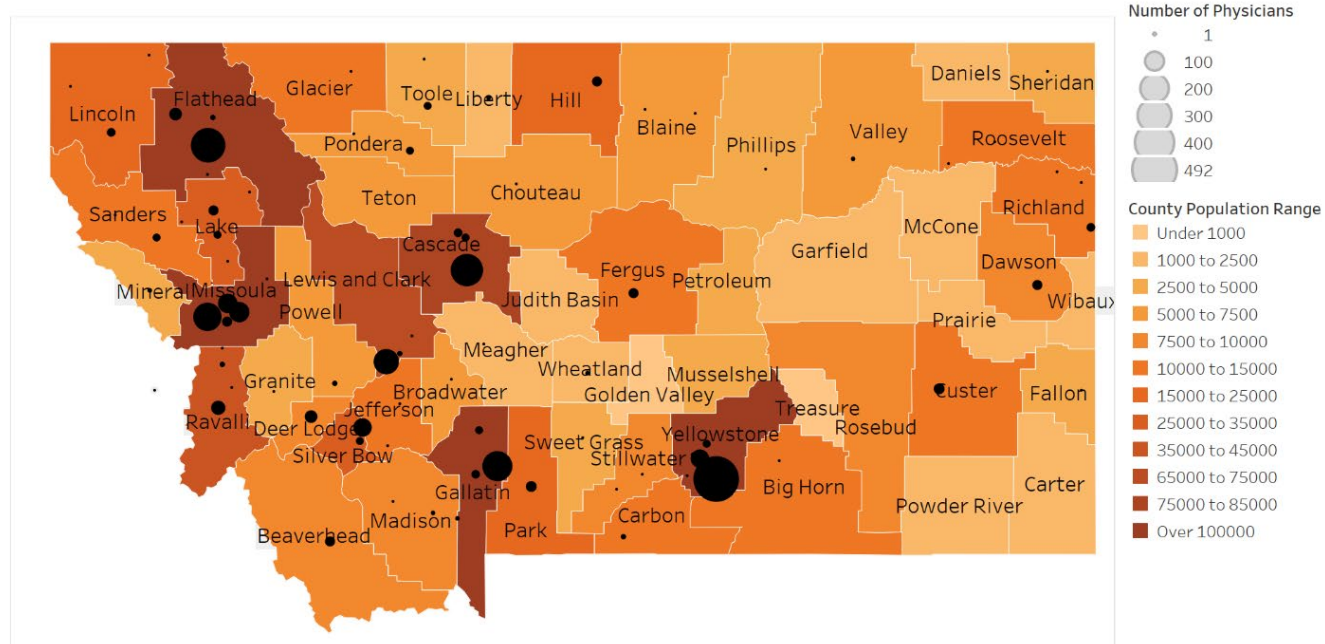 Number of Physicians
1
100
200
300
400
492
County Population Range
Under 1000
1000 to 2500
2500 to 5000
5000 to 7500
7500 to 10000
10000 to 15000
15000 to 25000
25000 to 35000
35000 to 45000
65000 to 75000
75000 to 85000
Over 100000
Lincoln
Flathead
Glacier
Toole
Liberty
Hill
Blaine
Phillips
Valley
Daniels
Sheridan
Roosevelt
Pondera
Teton
Chouteau
Sanders
Lake
Cascade
Lewis and Clark
Fergus
Petroleum
Garfield
McCone
Richland
Dawson
Wibaux
Mineral
Missoula
Powell
Judith Basin
Prairie
Meagher
Wheatland
Golden Valley
Musselshell
Treasure
Rosebud
Custer
Fallon
Granite
Broadwater
Ravalli
Deer Lodge
Jefferson
Silver Bow
Gallatin
Sweet Grass
Stillwater
Yellowstone
Big Horn
Powder River
Carter
Beaverhead
Madison
Park
Carbon